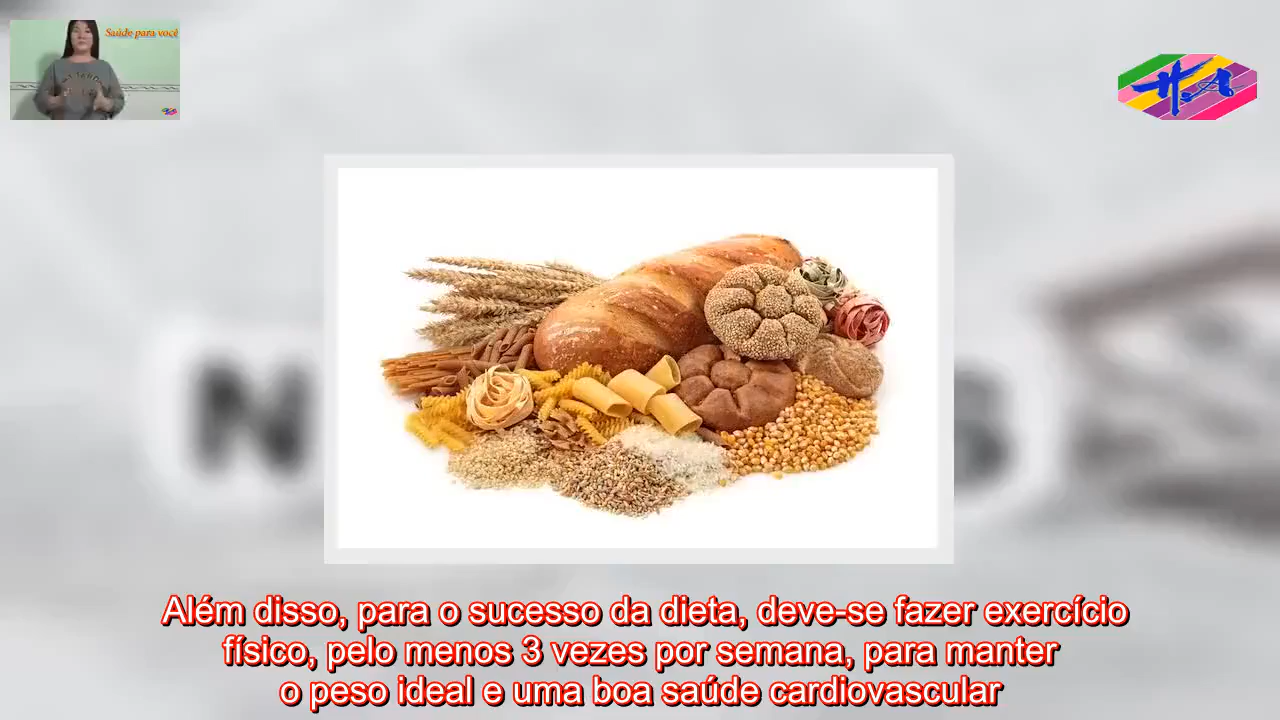 Saúde para você
H.A
Além disso, para o sucesso da dieta, deve-se fazer exercício
físico, pelo menos 3 vezes por semana, para manter
o peso ideal e uma boa saúde cardiovascular